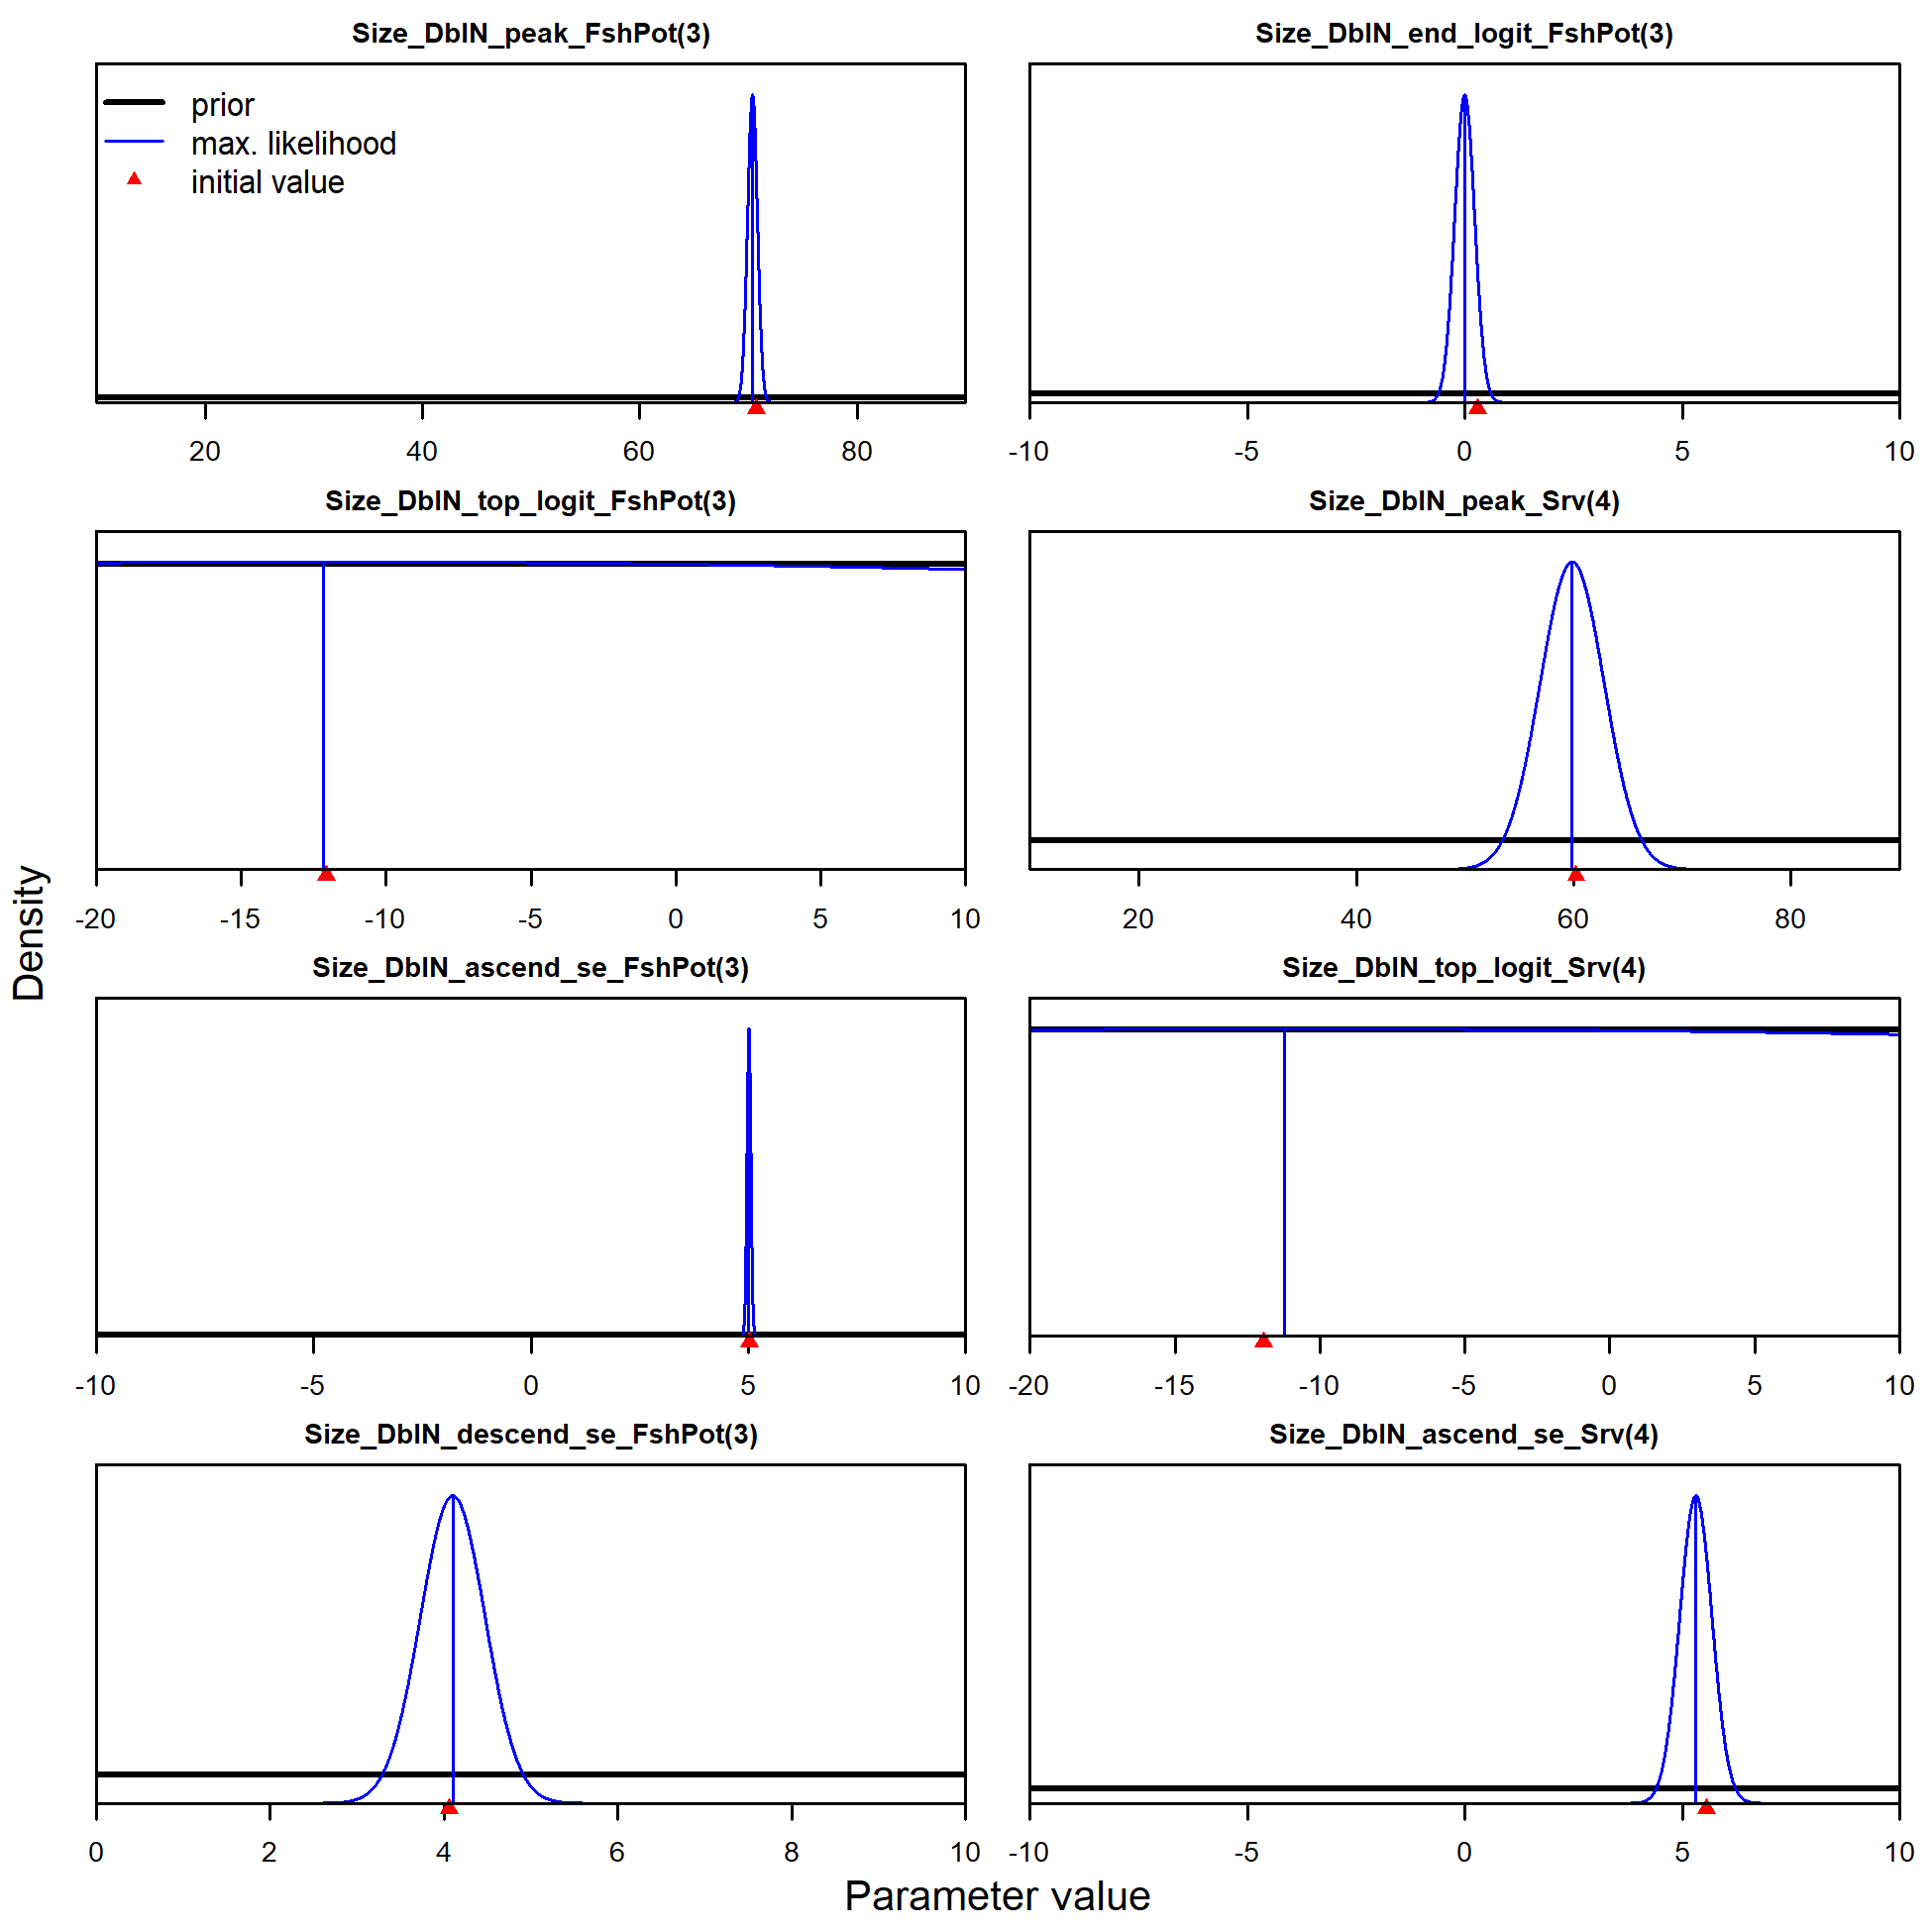 Size_DblN_peak_FshPot(3)
prior
max. likelihood
initial value
20 40 60 80
Size_DblN_end_logit_FshPot(3)
-10 -5 0 5 10
Size_DblN_top_logit_FshPot(3)
-20 -15 -10 -5 0 5 10
Size_DblN_peak_Srv(4)
20 40 60 80
Density
Size_DblN_ascend_se_FshPot(3)
-10 -5 0 5 10
Size_DblN_top_logit_Srv(4)
-20 -15 -10 -5 0 5 10
Size_DblN_descend_se_FshPot(3)
0 2 4 6 8 10
Size_DblN_ascend_se_Srv(4)
-10 -5 0 5 10
Parameter value